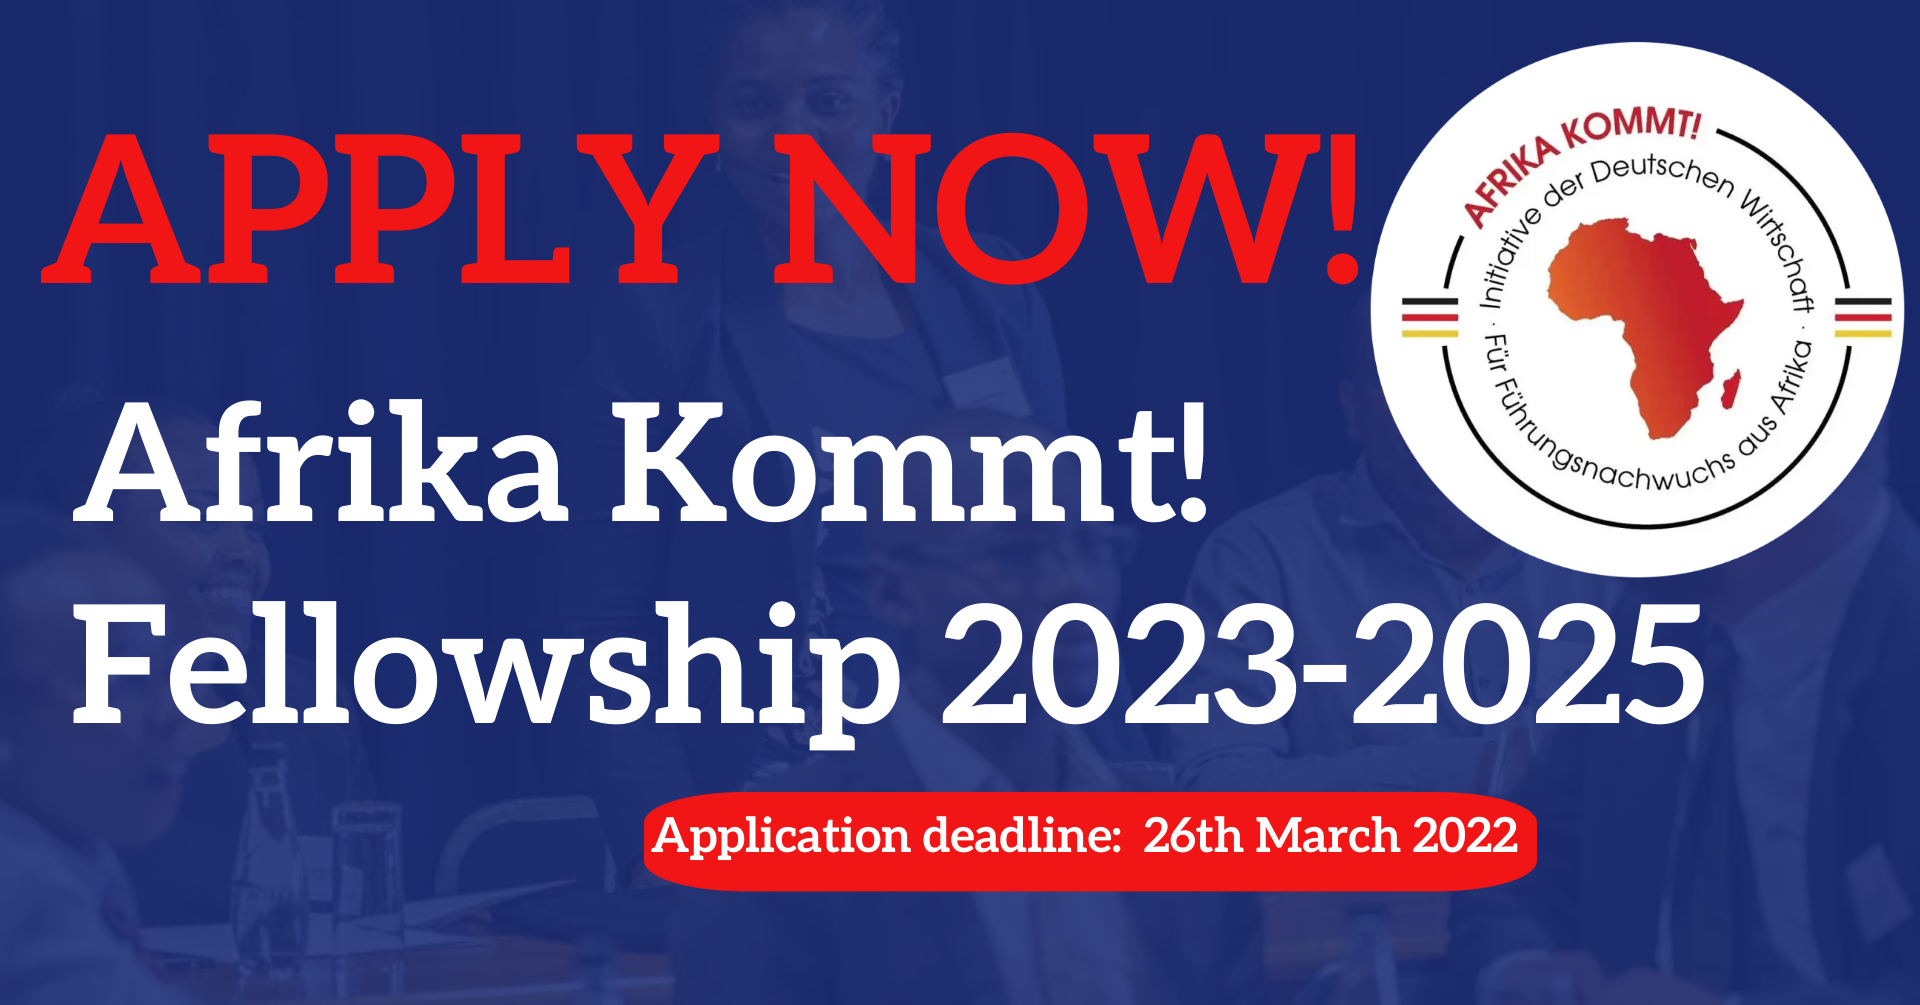 APPLY NOW!
AFRIKA KOMMT!
Initiative der Deutschen Wirtschaft
· Für Führungsnachwuchs aus Afrika ·
Afrika Kommt!
Fellowship 2023-2025
Application deadline: 26th March 2022